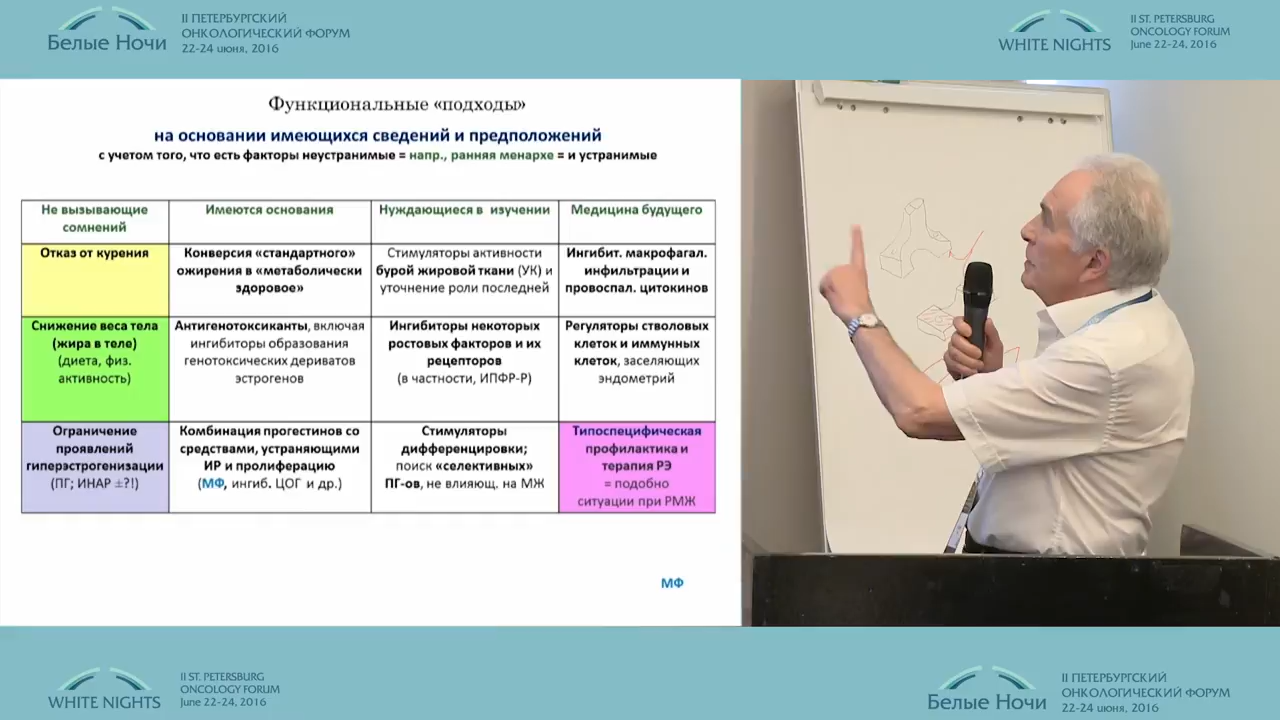 Белые Ночи
II ПЕТЕРБУРГСКИЙ
ОНКОЛОГИЧЕСКИЙ ФОРУМ
22-24 июня, 2016
WHITE NIGHTS
II ST. PETERSBURG
ONCOLOGY FORUM
June 22-24, 2016
Функциональные «подходы»
на основании имеющихся сведений и предположений
с учетом того, что есть факторы неустранимые = напр., ранняя менархе = и устранимые
Не вызывающие
сомнений
Имеются основания
Нуждающиеся в изучении
Медицина будущего
Отказ от курения
Конверсия «стандартного»
ожирения в «метаболически
здоровое»
Стимуляторы активности
бурой жировой ткани (УК) и
уточнение роли последней
Ингибит. макрофагал.
инфильтрации и
провоспал. цитокинов
Снижение веса тела
(жира в теле)
(диета, физ.
активность)
Антигенотоксиканты, включая
ингибиторы образования
генотоксических дериватов
эстрогенов
Ингибиторы некоторых
ростовых факторов и их
рецепторов
(в частности, ИПФР-Р)
Регуляторы стволовых
клеток и иммунных
клеток, заселяющих
эндометрий
Ограничение
проявлений
гиперэстрогенизации
(ПГ; ИНАР ±?!)
Комбинация прогестинов со
средствами, устраняющими
ИР и пролиферацию
(МФ, ингиб. ЦОГ и др.)
Стимуляторы
дифференцировки;
поиск «селективных»
ПГ-ов, не влияющ. на МЖ
Типоспецифическая
профилактика и
терапия РЭ
= подобно
ситуации при РМЖ
МФ
WHITE NIGHTS
II ST. PETERSBURG
ONCOLOGY FORUM
June 22-24, 2016
Белые Ночи
II ПЕТЕРБУРГСКИЙ
ОНКОЛОГИЧЕСКИЙ ФОРУМ
22-24 июня, 2016